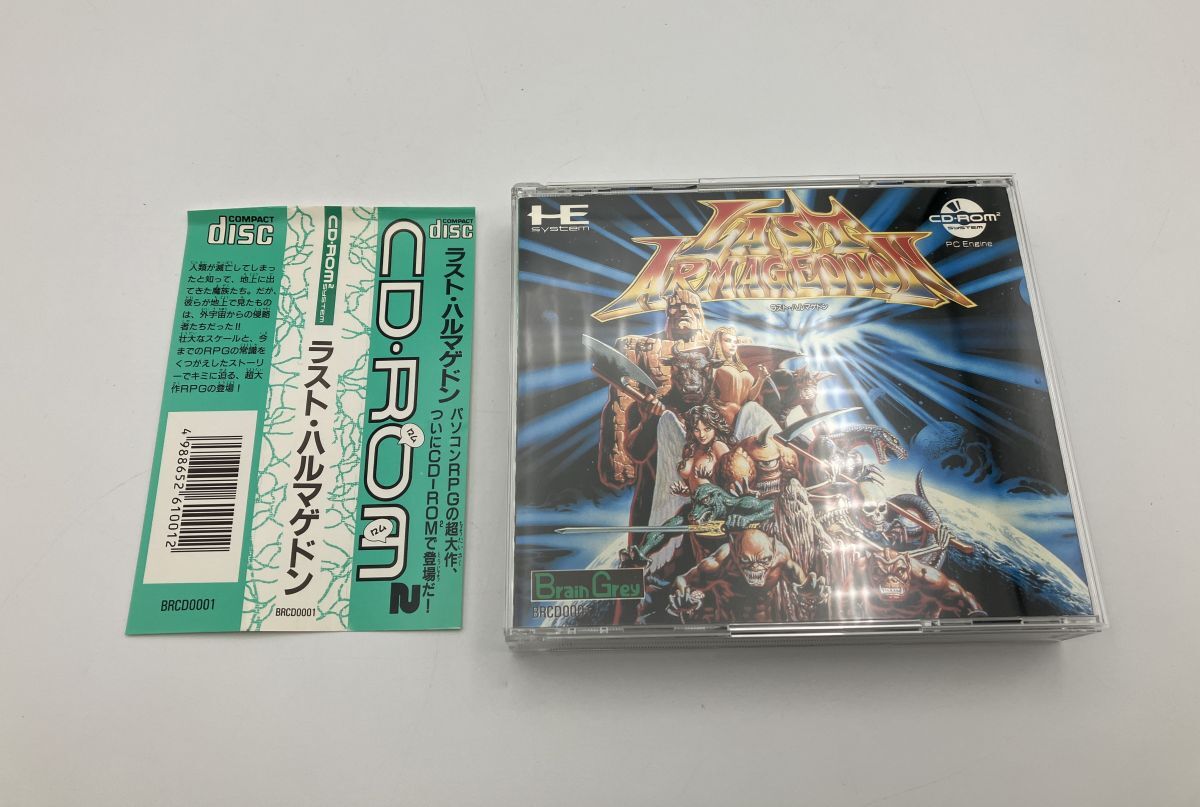 COMPACT
disc
人類が滅亡してしまっ
たと知って、地上に出
てきた魔族たち。だが、
彼らが地上で見たもの
は、外宇宙からの侵略
者たちだった!!
壮大なスケールと、今
までのRPGの常識を
くつがえしたストーリ
ーでキミに迫る、超大
作RPGの登場!
4988652610012
BRCD0001
CD-ROM2
SYSTEM
ラスト・ハルマゲドン
BRCD0001
COMPACT
disc
CD・ROM2
ロム
ロム
ラスト・ハルマゲドン
パソコンRPGの超大作、
ついにCD-ROM2で登場だ!
HE
system
LAST
ARMAGEDDON
ラスト・ハルマゲドン
CD-ROM2
SYSTEM
PC Engine
Brain Grey
BRCD0001